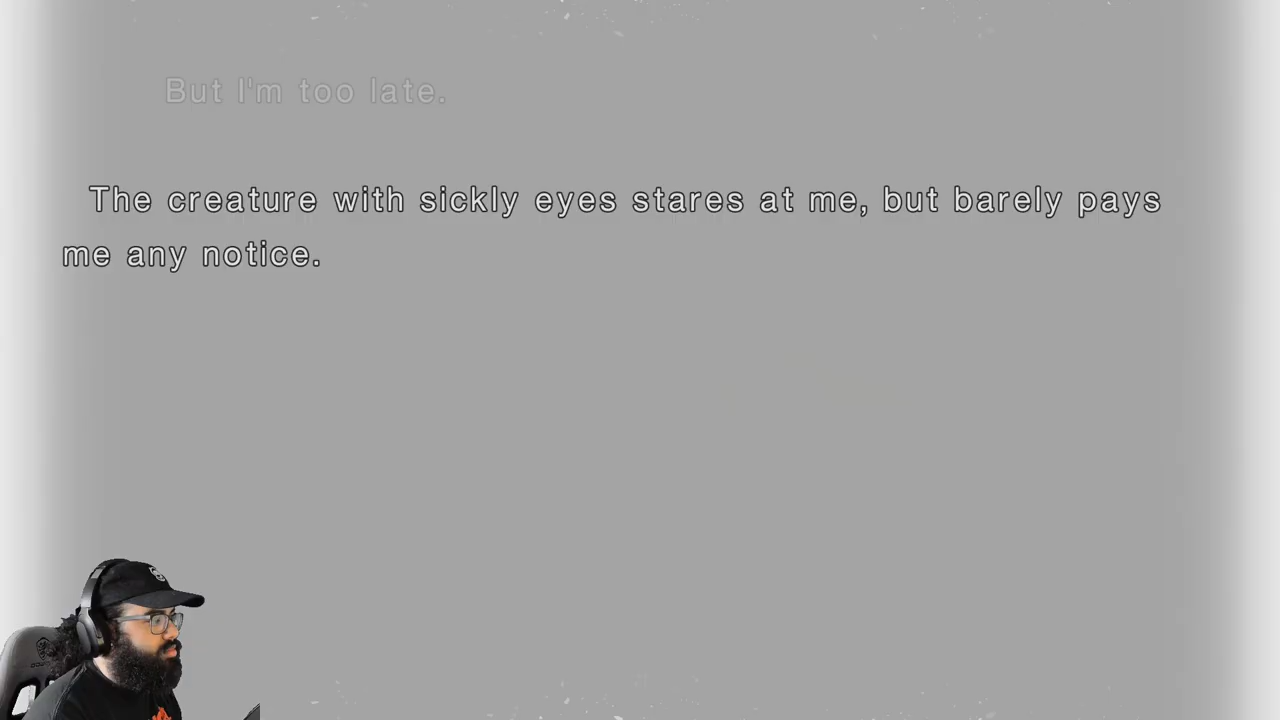 But I'm too late.
The creature with sickly eyes stares at me, but barely pays
me any notice.